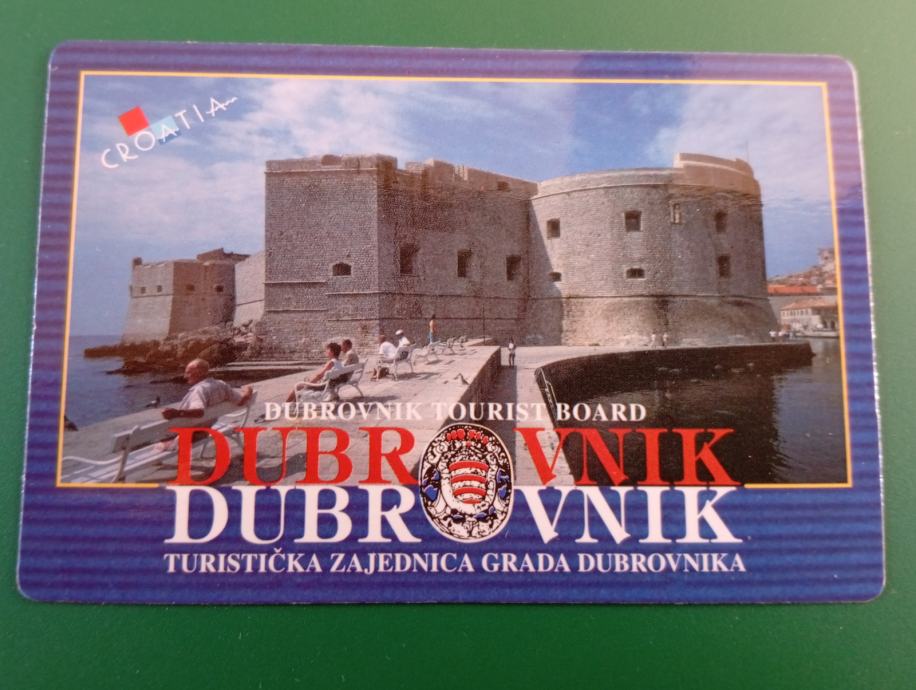 CROATIA
DUBROVNIK TOURIST BOARD
DUBROVNIK
DUBROVNIK
TURISTIČKA ZAJEDNICA GRADA DUBROVNIKA